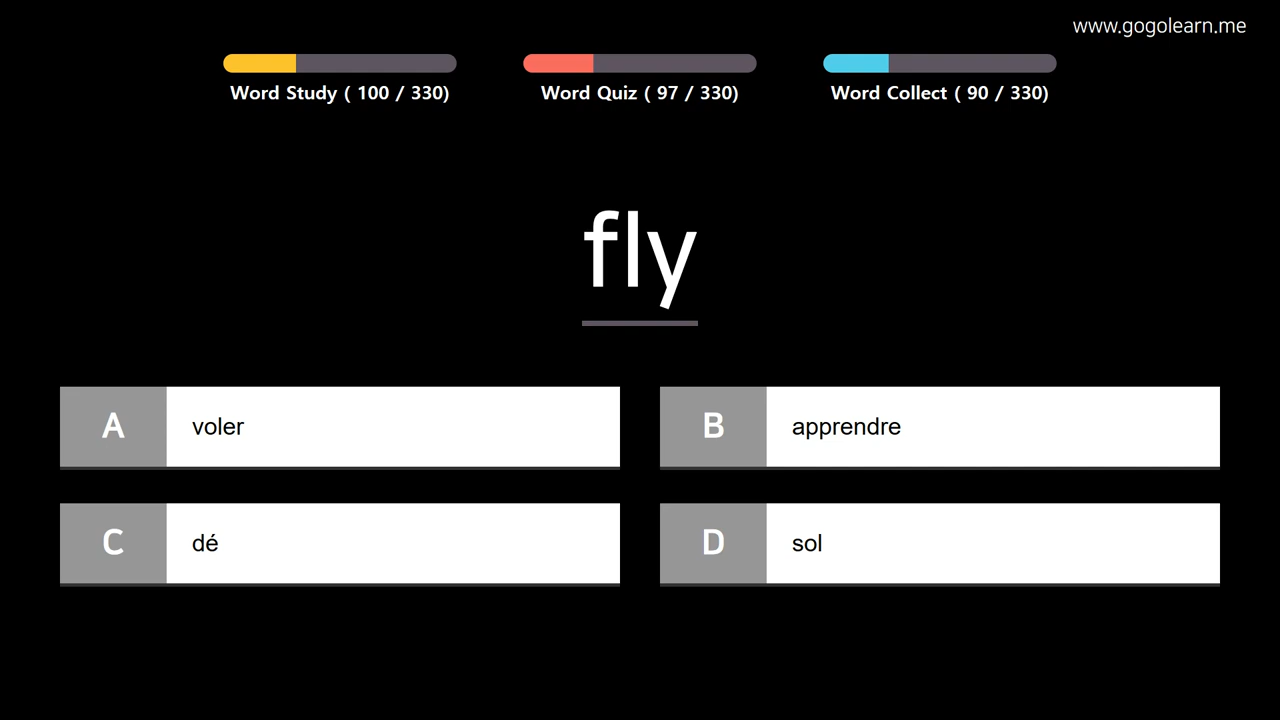 www.gogolearn.me
Word Study ( 100 / 330)
Word Quiz ( 97 / 330)
Word Collect ( 90 / 330)
fly
A voler
B apprendre
C dé
D sol